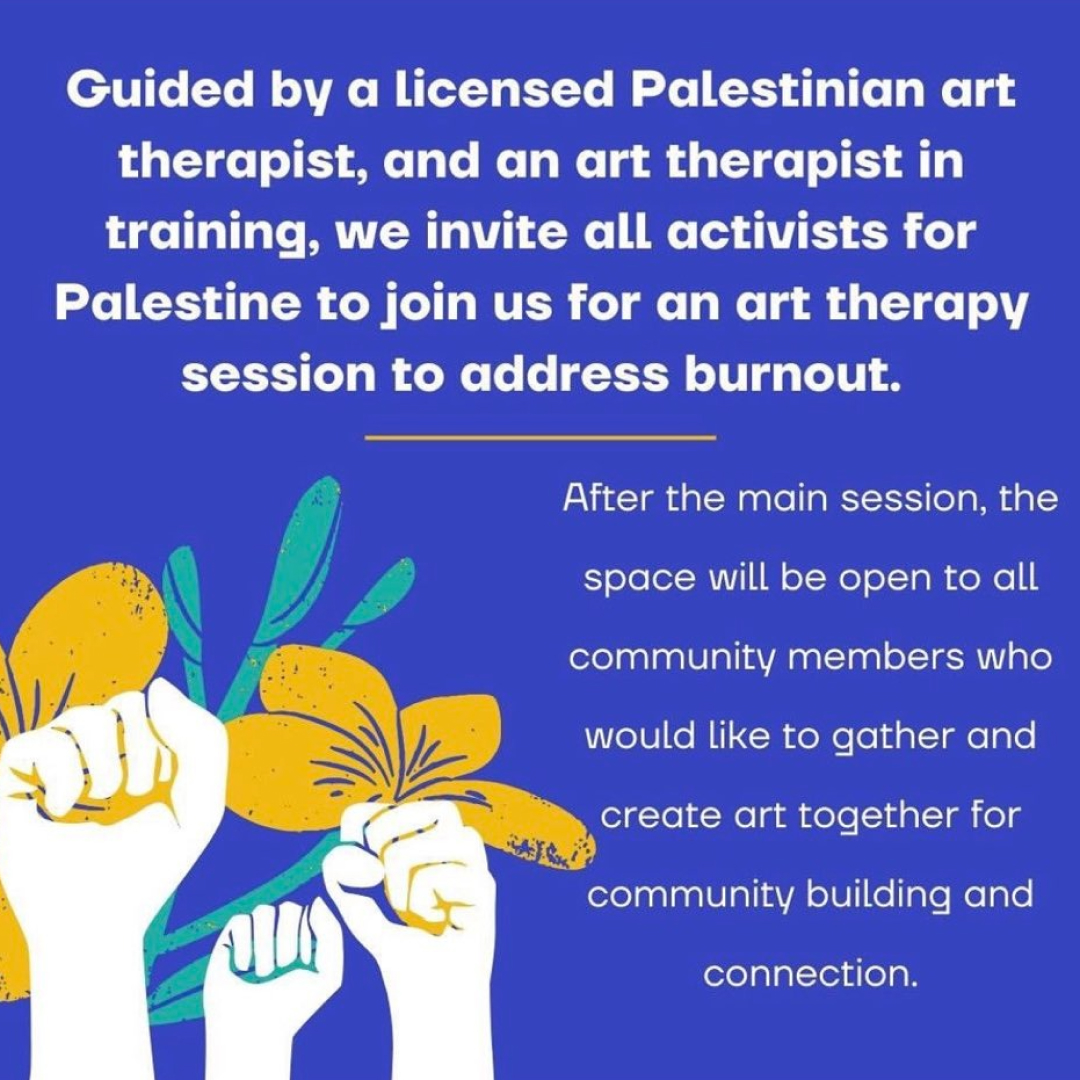 Guided by a licensed Palestinian art
therapist, and an art therapist in
training, we invite all activists for
Palestine to join us for an art therapy
session to address burnout.
After the main session, the
space will be open to all
community members who
would like to gather and
create art together for
community building and
connection.